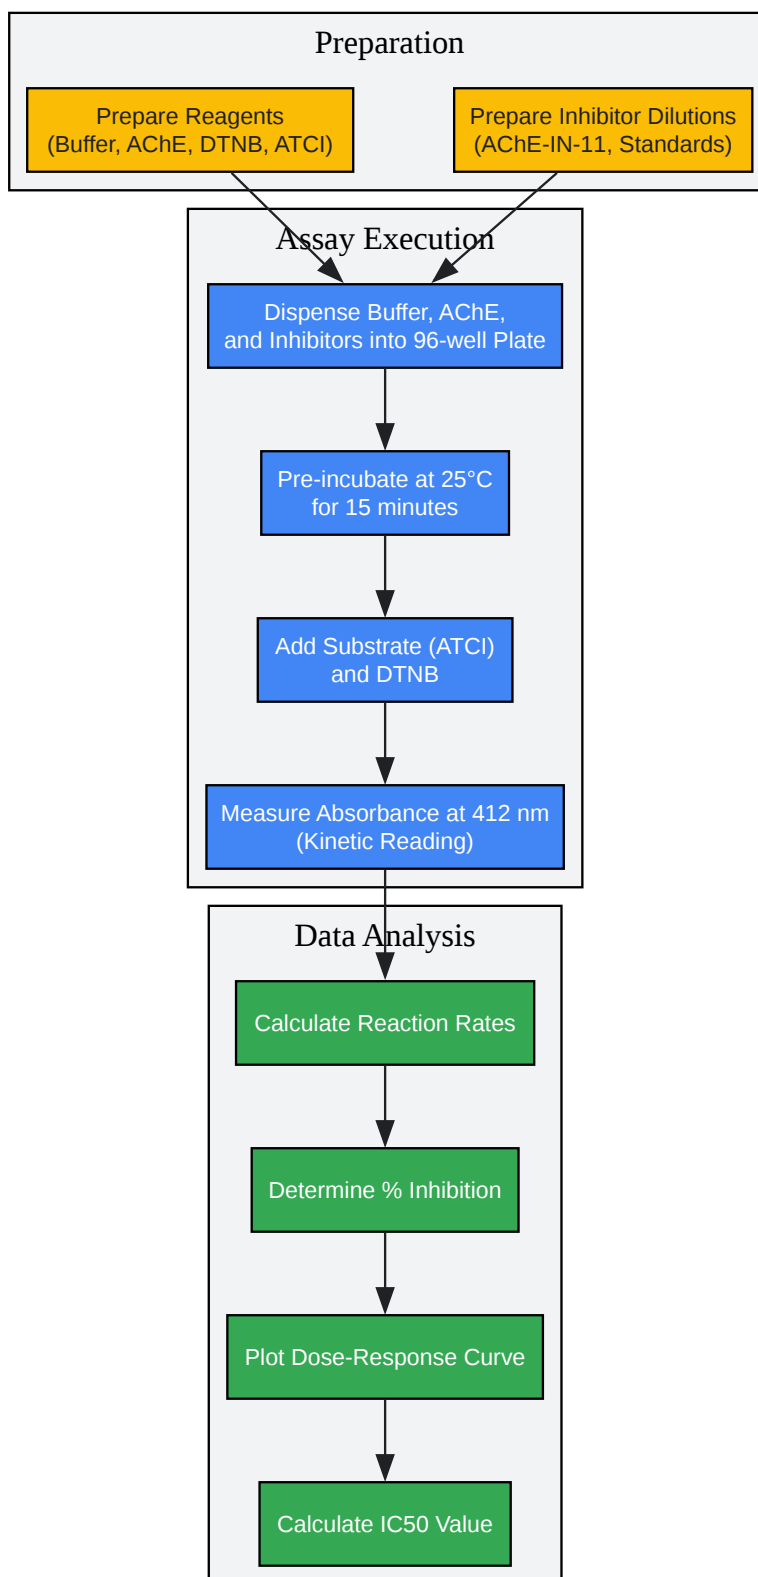 Preparation
Prepare Reagents
(Buffer, AChE, DTNB, ATCI)
Prepare Inhibitor Dilutions
(AChE-IN-11, Standards)
Assay Execution
Dispense Buffer, AChE,
and Inhibitors into 96-well Plate
Pre-incubate at 25°C
for 15 minutes
Add Substrate (ATCI)
and DTNB
Measure Absorbance at 412 nm
(Kinetic Reading)
Data Analysis
Calculate Reaction Rates
Determine % Inhibition
Plot Dose-Response Curve
Calculate IC50 Value